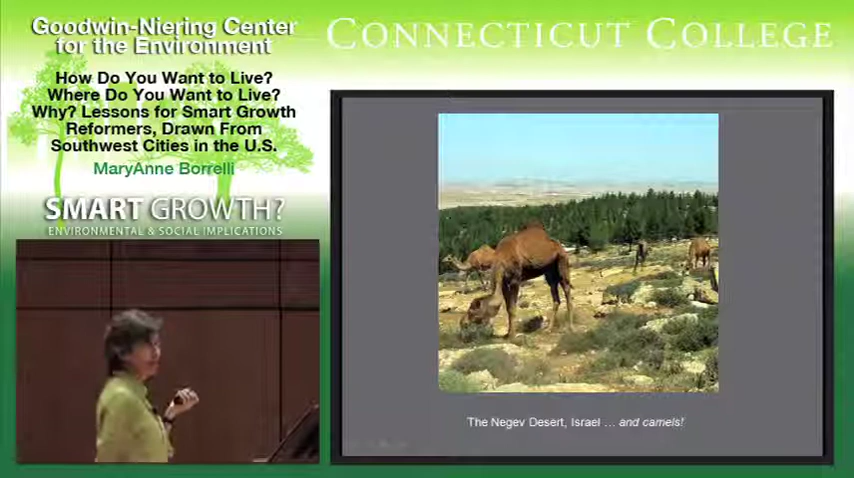 Goodwin-Niering Center
for the Environment
CONNECTICUT COLLEGE
How Do You Want to Live?
Where Do You Want to Live?
Why? Lessons for Smart Growth
Reformers, Drawn From
Southwest Cities in the U.S.
MaryAnne Borrelli
SMART GROWTH?
ENVIRONMENTAL & SOCIAL IMPLICATIONS
The Negev Desert, Israel … and camels!